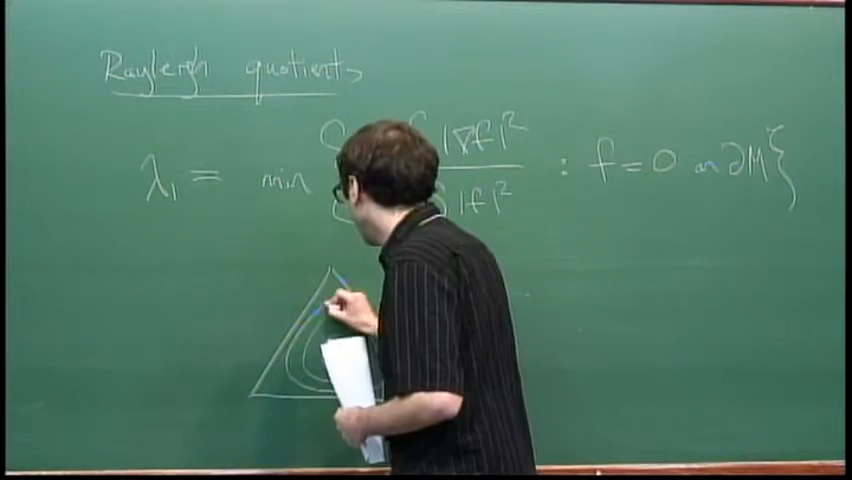 Rayleigh quotients
λ₁ = min { ∫ |∇f|² / ∫ |f|² : f = 0 on ∂M }